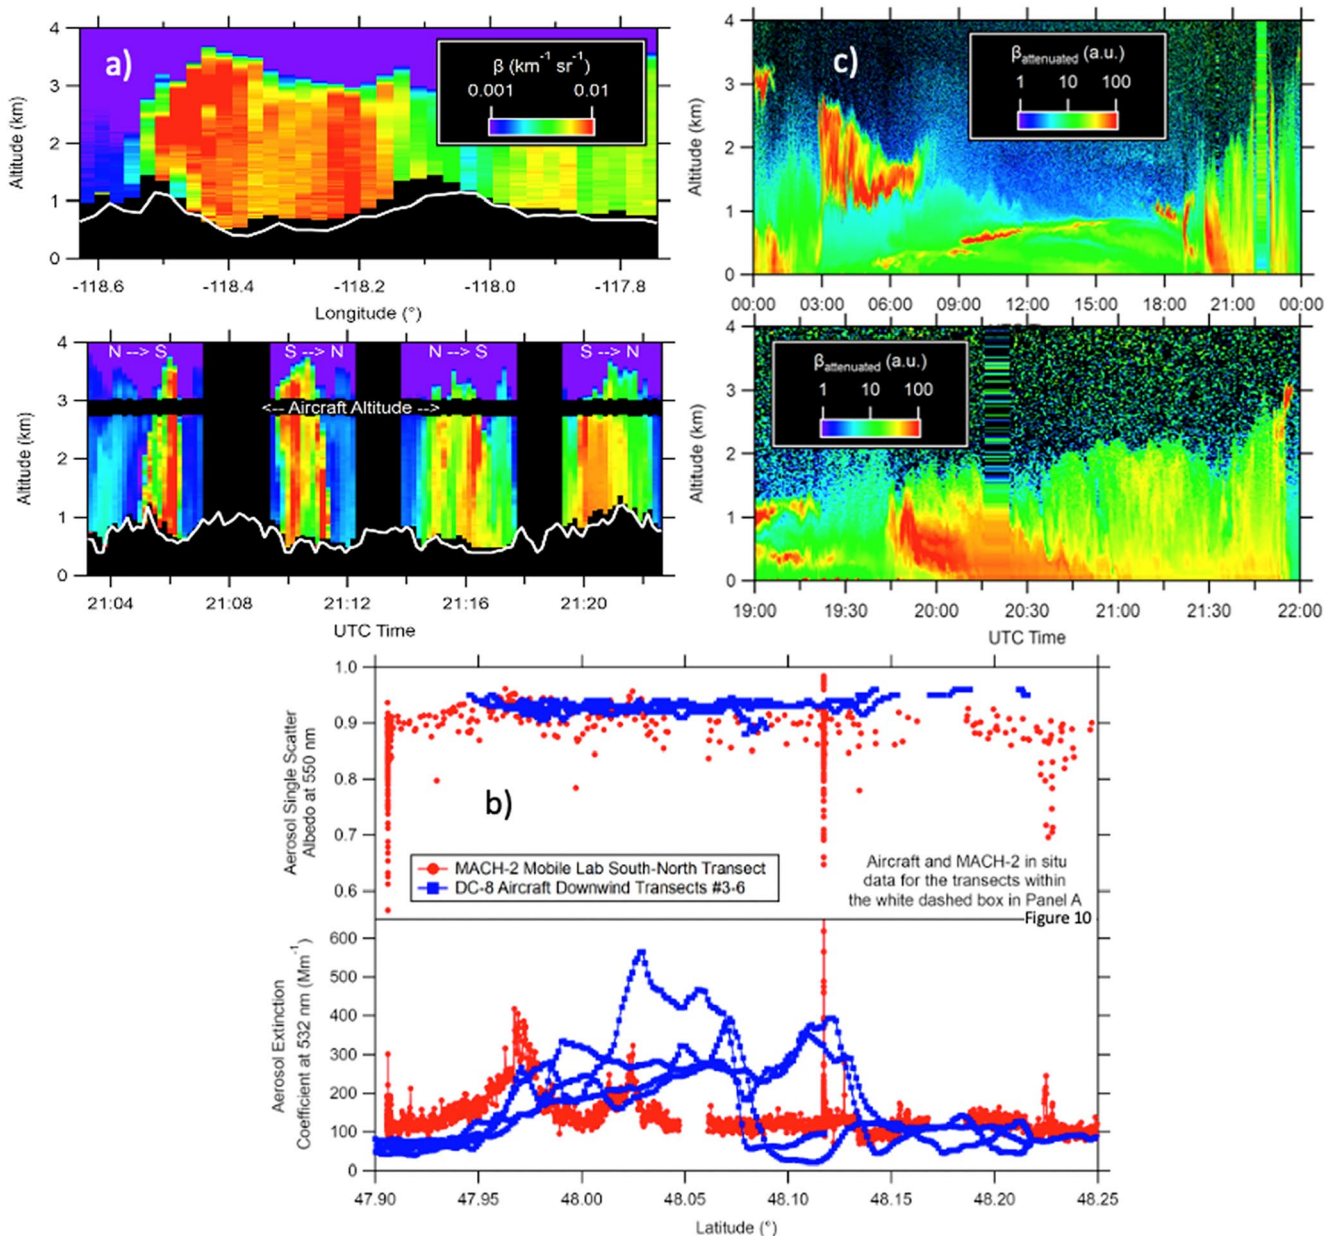 a)
β (km⁻¹ sr⁻¹)
0.001 0.01
Altitude (km)
4
3
2
1
0
-118.6 -118.4 -118.2 -118.0 -117.8
Longitude (°)
N --> S S --> N N --> S S --> N
<-- Aircraft Altitude -->
Altitude (km)
4
3
2
1
0
21:04 21:08 21:12 21:16 21:20
UTC Time
c)
βattenuated (a.u.)
1 10 100
Altitude (km)
4
3
2
1
0
00:00 03:00 06:00 09:00 12:00 15:00 18:00 21:00 00:00
βattenuated (a.u.)
1 10 100
Altitude (km)
4
3
2
1
0
19:00 19:30 20:00 20:30 21:00 21:30 22:00
UTC Time
b)
Aerosol Single Scatter
Albedo at 550 nm
1.0
0.9
0.8
0.7
0.6
MACH-2 Mobile Lab South-North Transect
DC-8 Aircraft Downwind Transects #3-6
Aircraft and MACH-2 in situ
data for the transects within
the white dashed box in Panel A
Figure 10
Aerosol Extinction
Coefficient at 532 nm (Mm⁻¹)
600
500
400
300
200
100
0
47.90 47.95 48.00 48.05 48.10 48.15 48.20 48.25
Latitude (°)